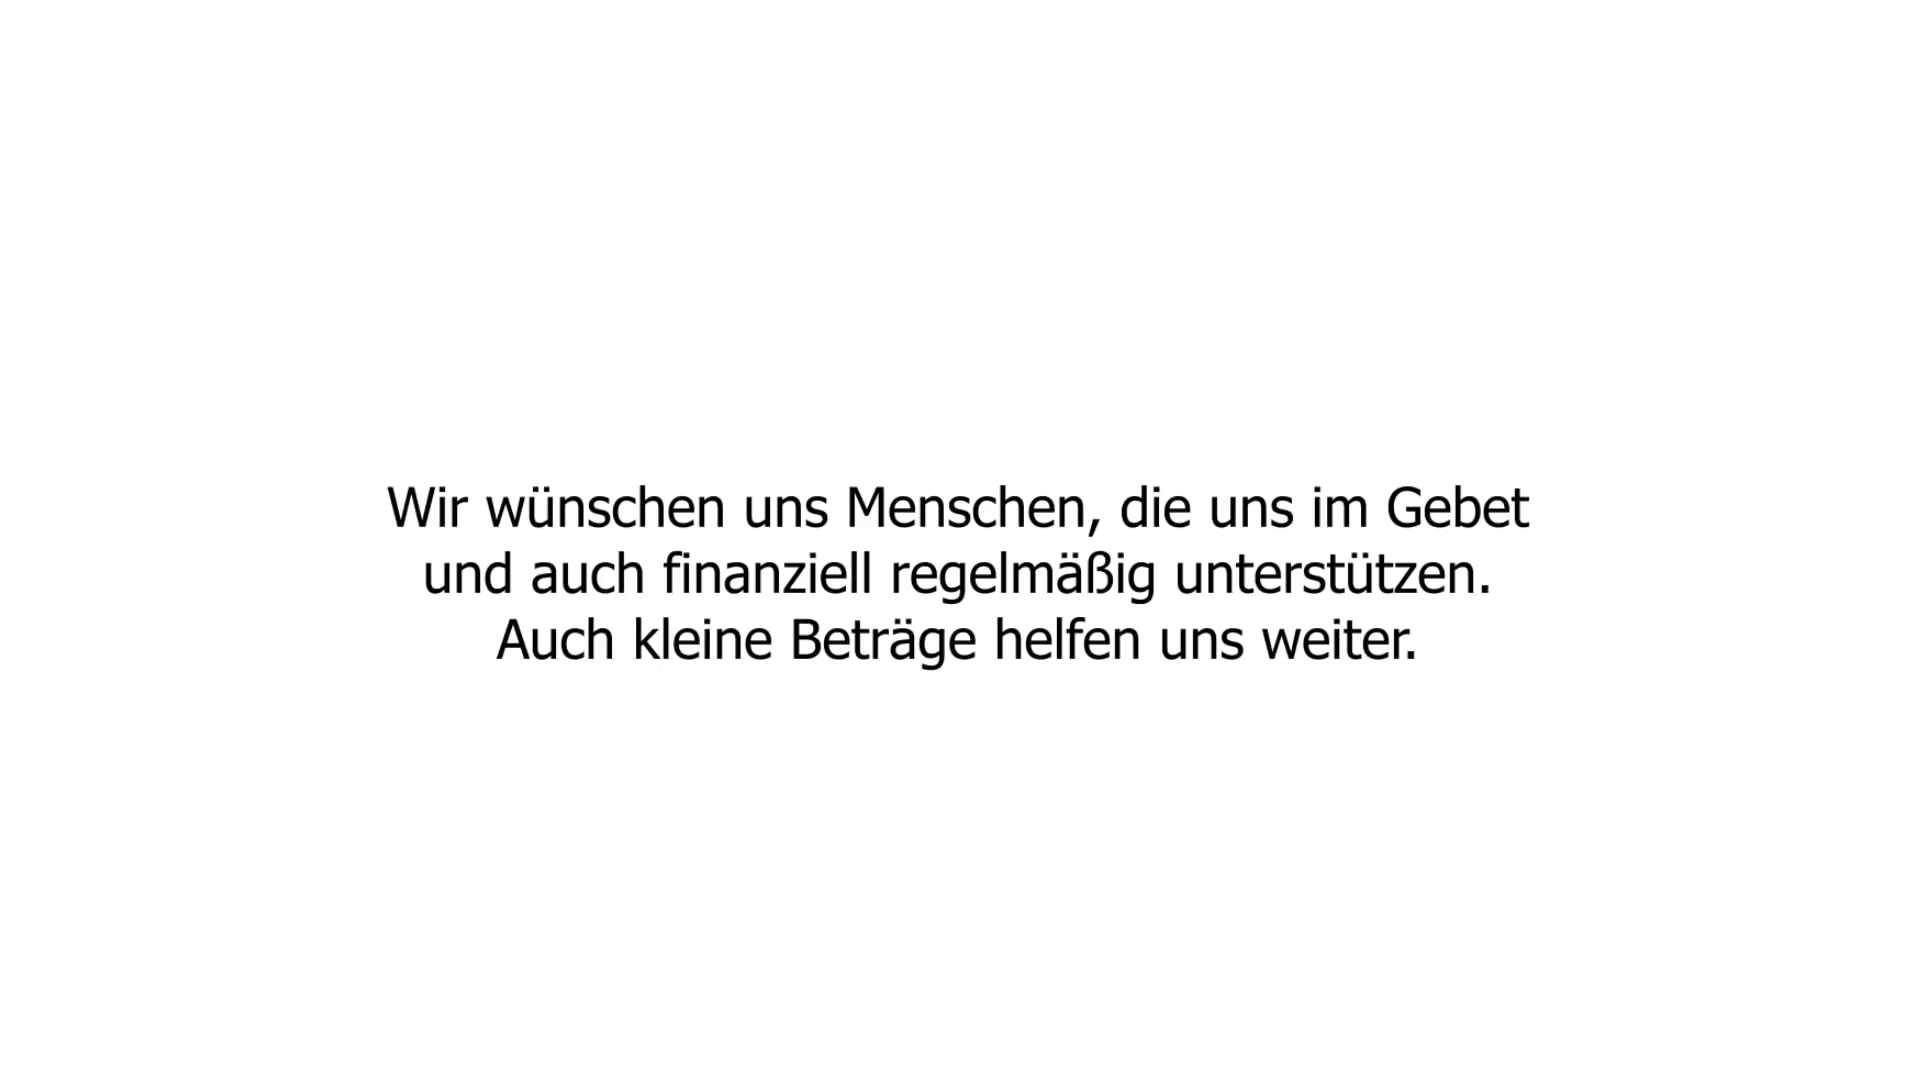 Wir wünschen uns Menschen, die uns im Gebet
und auch finanziell regelmäßig unterstützen.
Auch kleine Beträge helfen uns weiter.